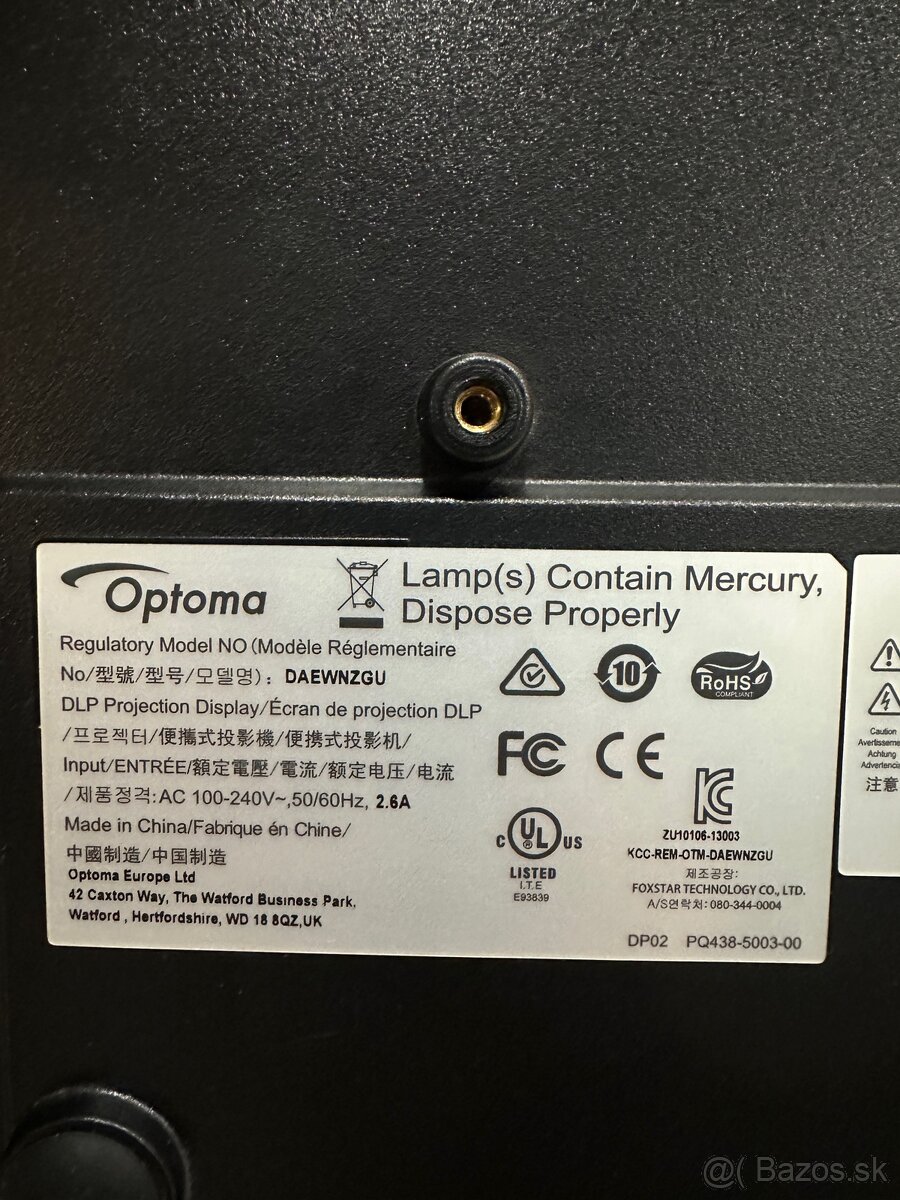 Optoma
Lamp(s) Contain Mercury,
Dispose Properly
Regulatory Model NO (Modèle Réglementaire
No/型號/型号/모델명) : DAEWNZGU
DLP Projection Display/Écran de projection DLP
/프로젝터/便攜式投影機/便携式投影机/
Input/ENTRÉE/額定電壓/電流/额定电压/电流
/제품정격:AC 100-240V~,50/60Hz, 2.6A
Made in China/Fabrique én Chine/
中國制造/中国制造
Optoma Europe Ltd
42 Caxton Way, The Watford Business Park,
Watford , Hertfordshire, WD 18 8QZ,UK
10
RoHS
COMPLIANT
FC CE
C UL US
LISTED
I.T.E
E93839
ZU10106-13003
KCC-REM-OTM-DAEWNZGU
제조공장:
FOXSTAR TECHNOLOGY CO., LTD.
A/S연락처:080-344-0004
DP02 PQ438-5003-00
Caution
Avertisseme
Achtung
Advertenci
注意
@( Bazos.sk